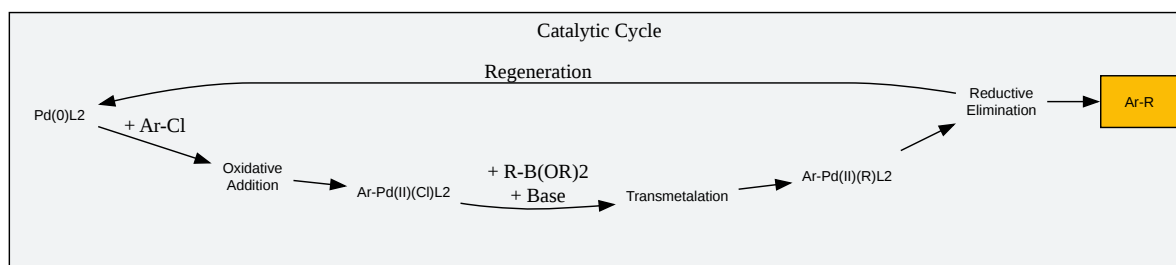 Catalytic Cycle
Regeneration
Pd(0)L2
+ Ar-Cl
Oxidative
Addition
Ar-Pd(II)(Cl)L2
+ R-B(OR)2
+ Base
Transmetalation
Ar-Pd(II)(R)L2
Reductive
Elimination
Ar-R